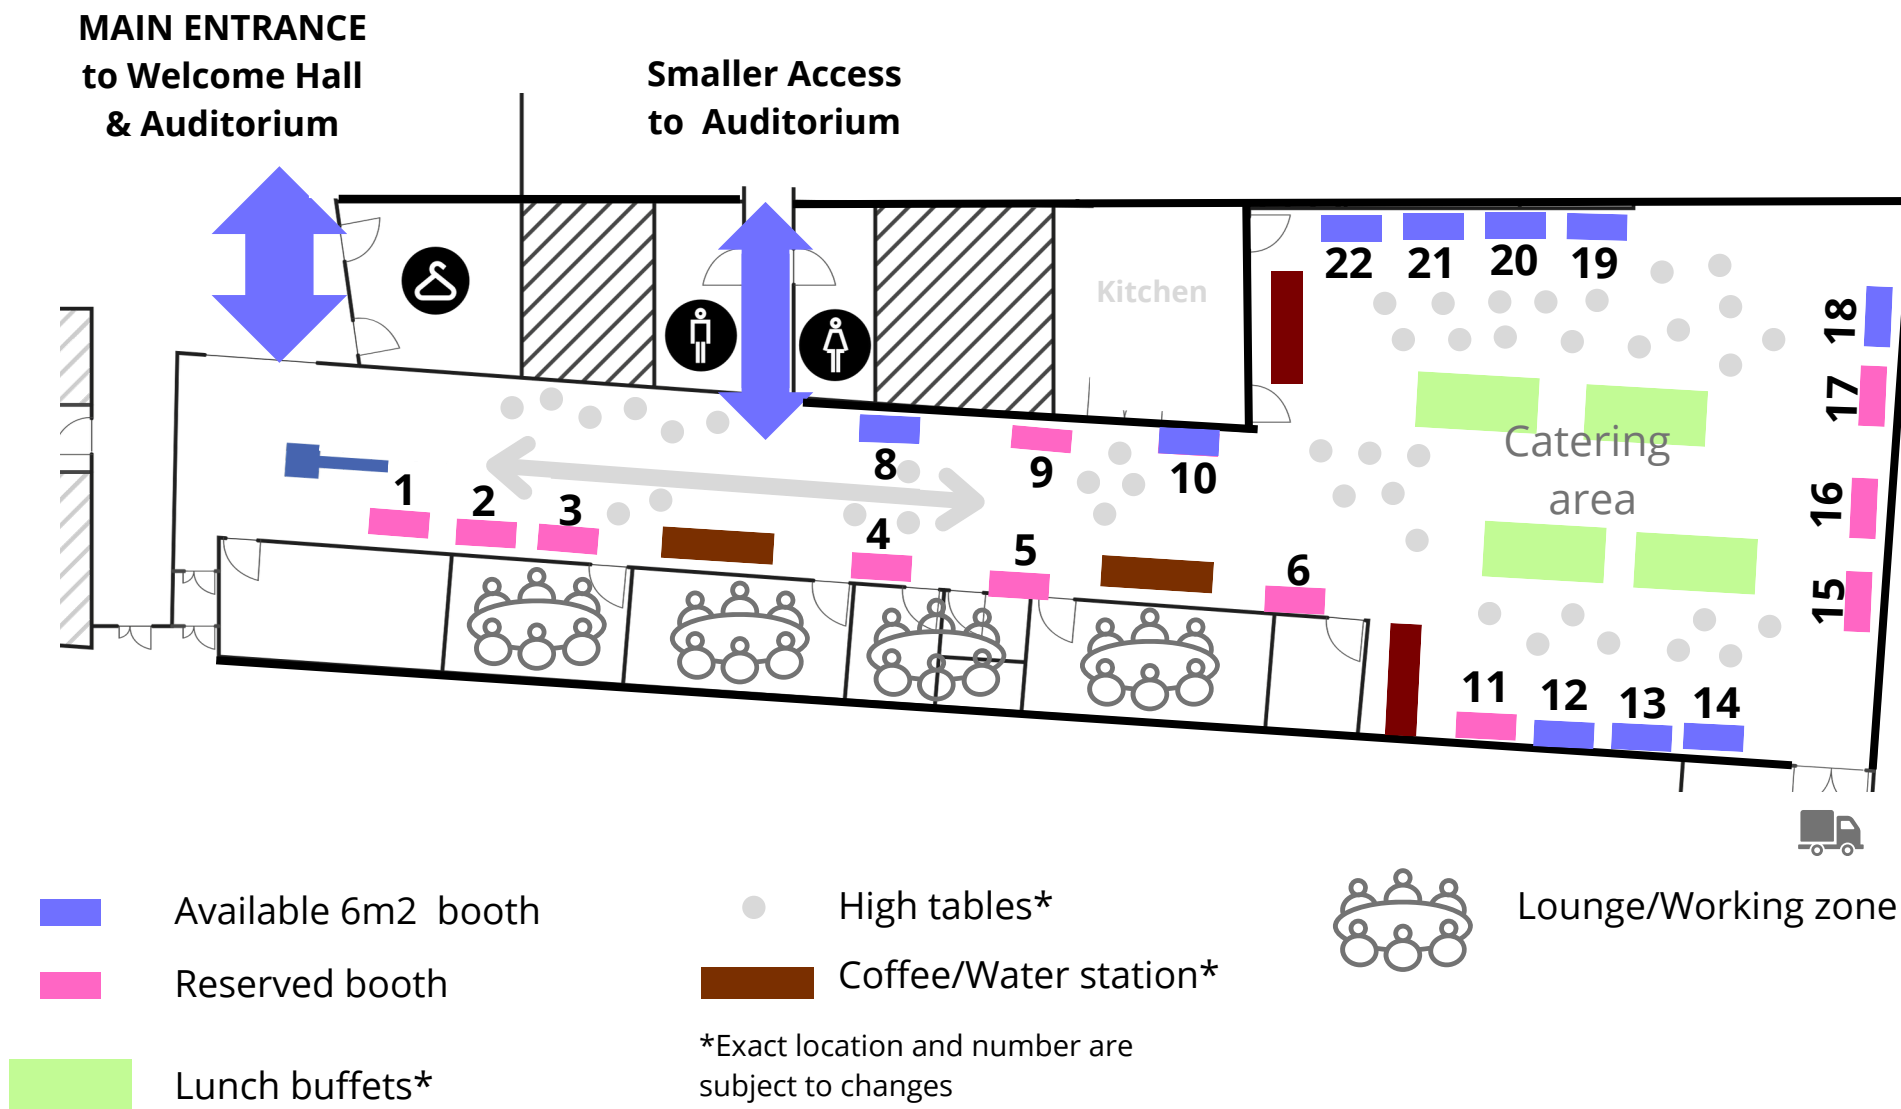 MAIN ENTRANCE
to Welcome Hall
& Auditorium
Smaller Access
to Auditorium
Kitchen
22
21
20
19
18
17
16
15
Catering
area
8
9
10
1
2
3
4
5
6
11
12
13
14
Available 6m2 booth
Reserved booth
Lunch buffets*
High tables*
Coffee/Water station*
*Exact location and number are
subject to changes
Lounge/Working zone